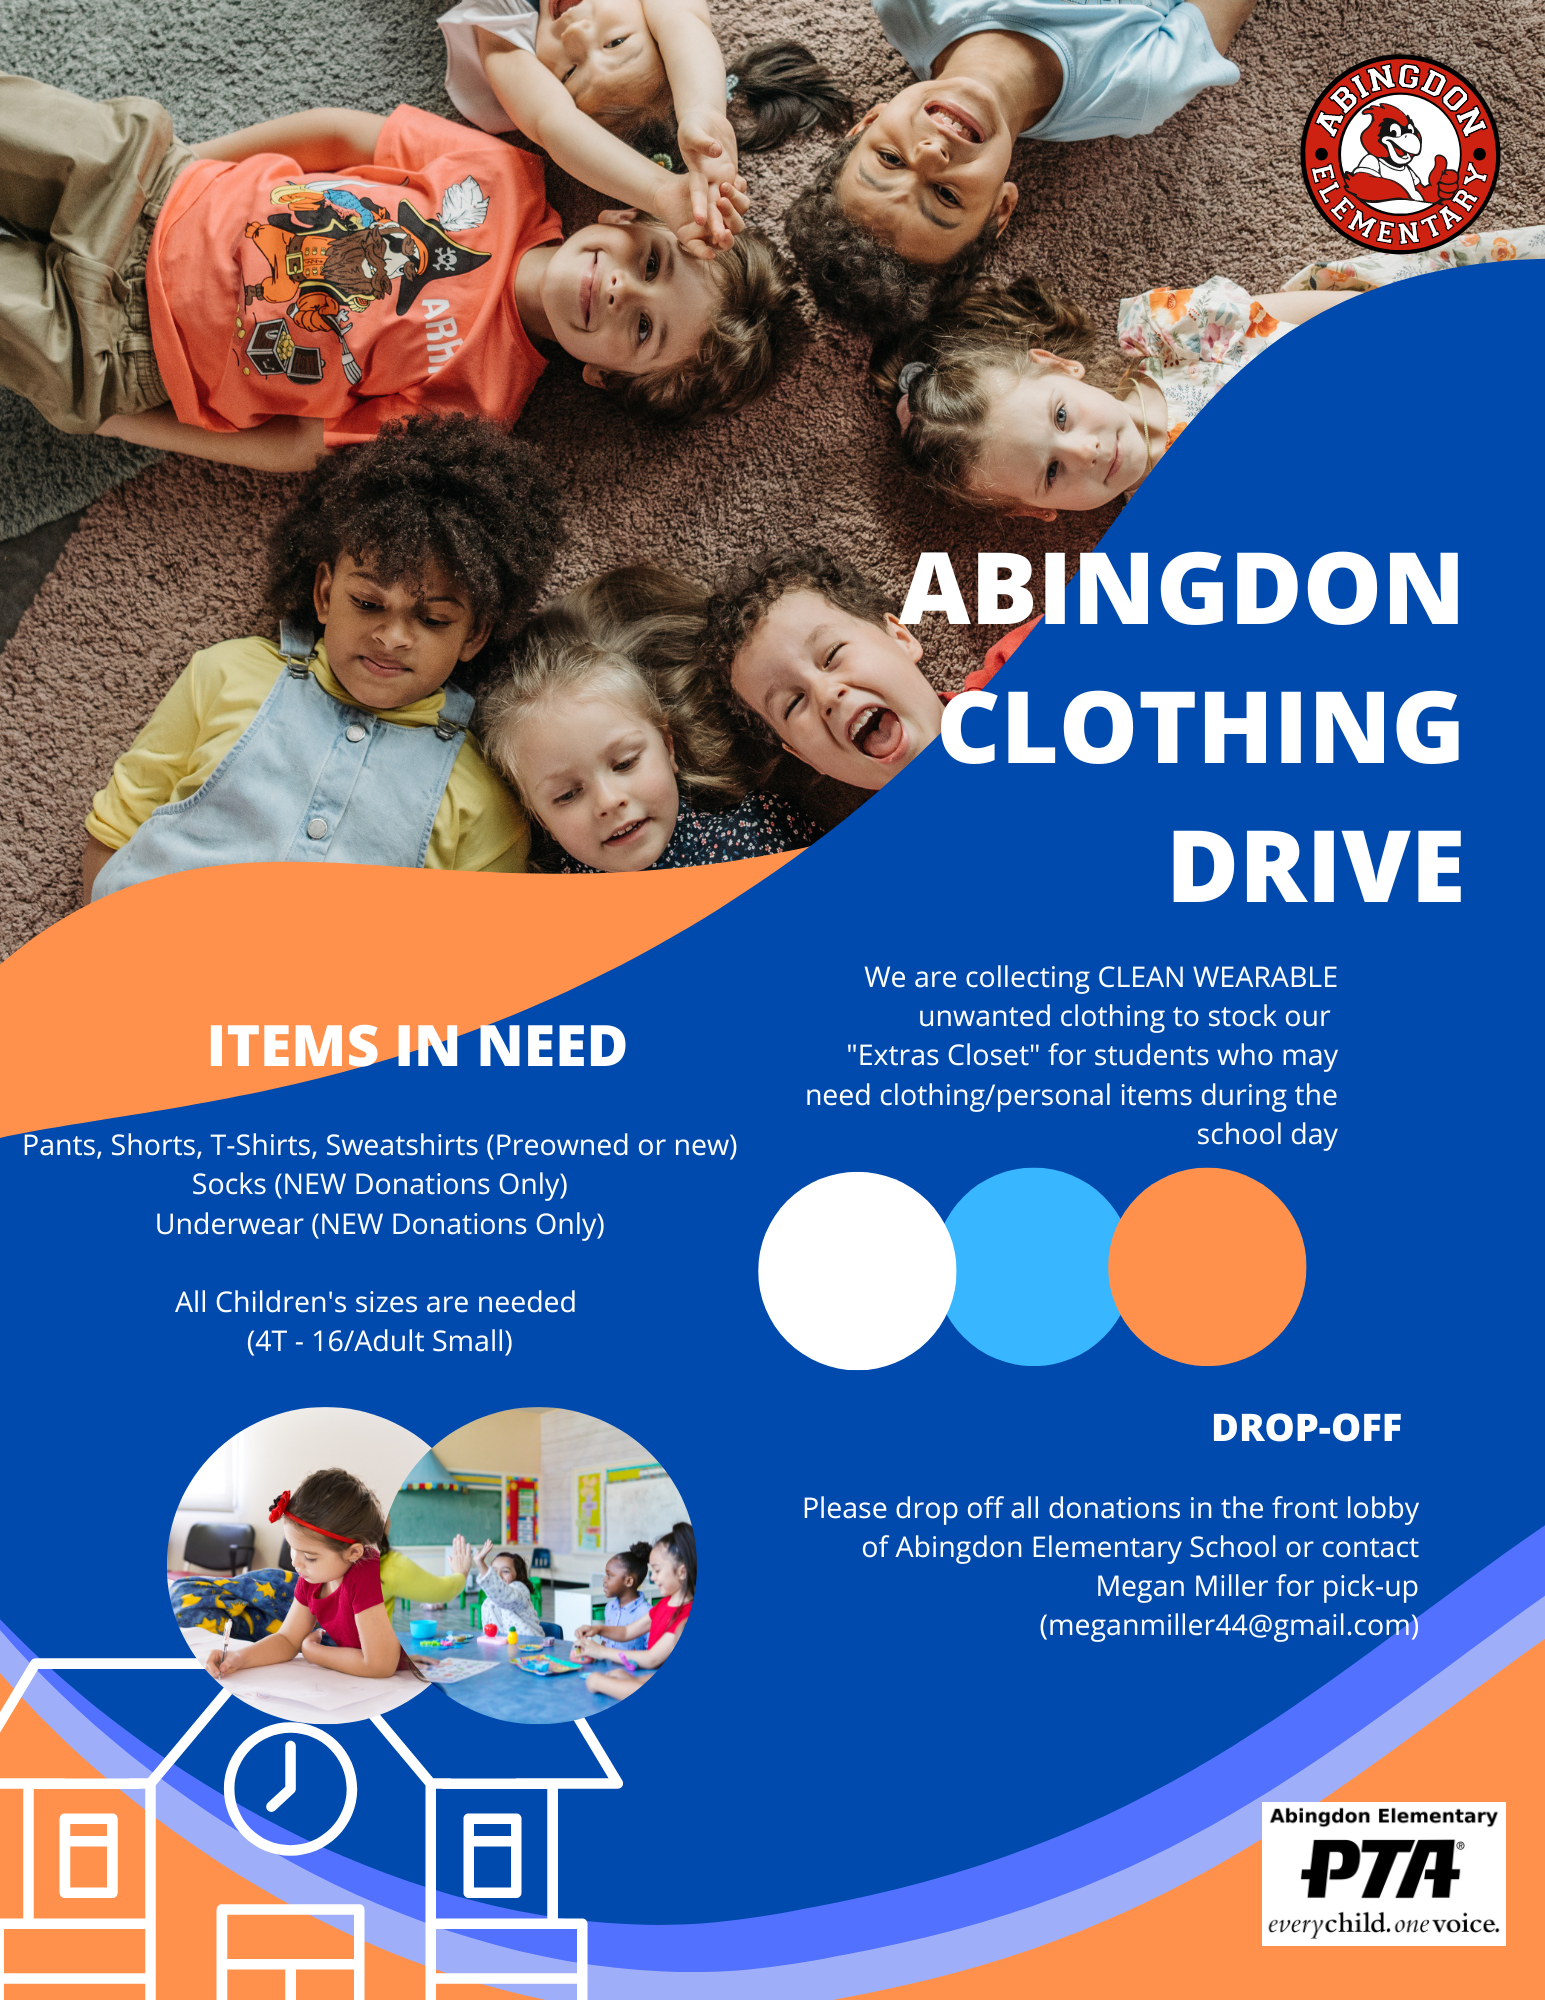 ABINGDON
ELEMENTARY
ARR
ABINGDON
CLOTHING
DRIVE
We are collecting CLEAN WEARABLE
unwanted clothing to stock our
"Extras Closet" for students who may
need clothing/personal items during the
school day
ITEMS IN NEED
Pants, Shorts, T-Shirts, Sweatshirts (Preowned or new)
Socks (NEW Donations Only)
Underwear (NEW Donations Only)
All Children's sizes are needed
(4T - 16/Adult Small)
DROP-OFF
Please drop off all donations in the front lobby
of Abingdon Elementary School or contact
Megan Miller for pick-up
(meganmiller44@gmail.com)
Abingdon Elementary
PTA®
everychild.onevoice.